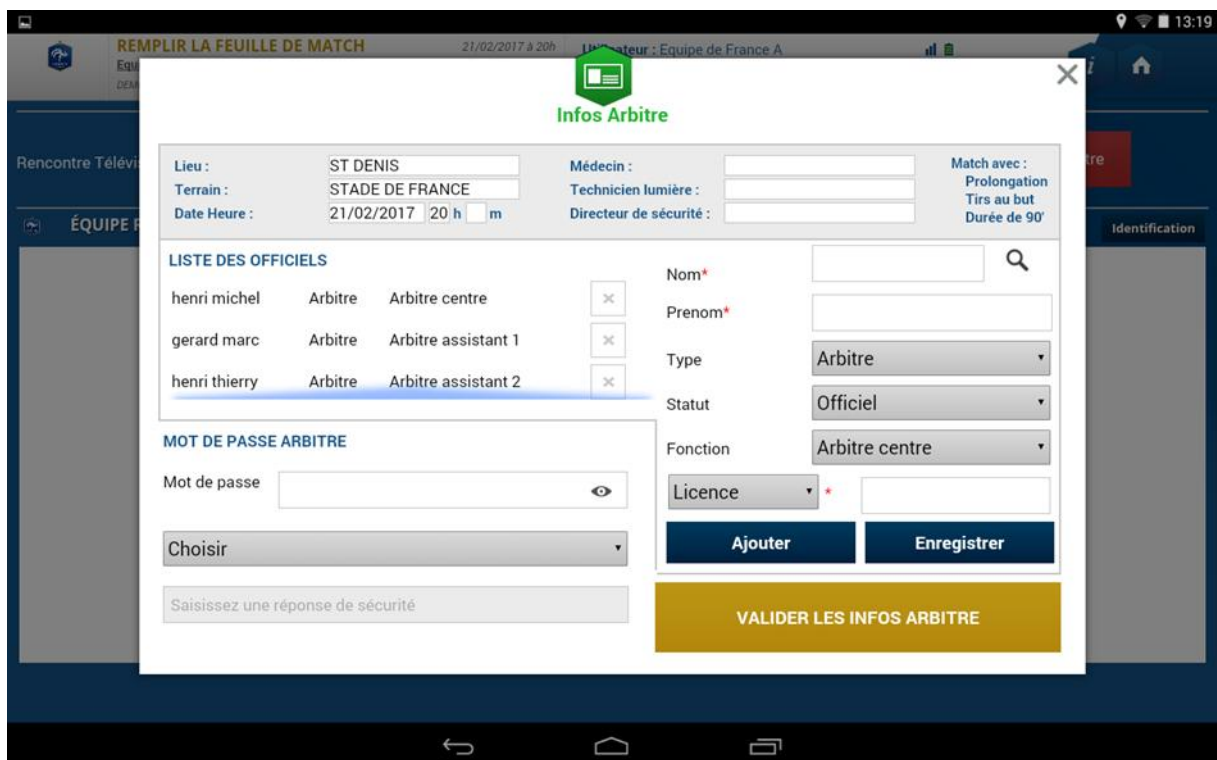 13:19
REMPLIR LA FEUILLE DE MATCH 21/02/2017 à 20h : Equipe de France A
Infos Arbitre
Rencontre
Lieu : ST DENIS Médecin : Match avec :
Terrain : STADE DE FRANCE Technicien lumière : Prolongation
Tirs au but
Date Heure : 21/02/2017 20 h m Directeur de sécurité : Durée de 90'
ÉQUIPE Identification
LISTE DES OFFICIELS
henri michel Arbitre Arbitre centre
gerard marc Arbitre Arbitre assistant 1
henri thierry Arbitre Arbitre assistant 2
MOT DE PASSE ARBITRE
Mot de passe
Choisir
Saisissez une réponse de sécurité
Nom*
Prenom*
Type Arbitre
Statut Officiel
Fonction Arbitre centre
Licence *
Ajouter Enregistrer
VALIDER LES INFOS ARBITRE